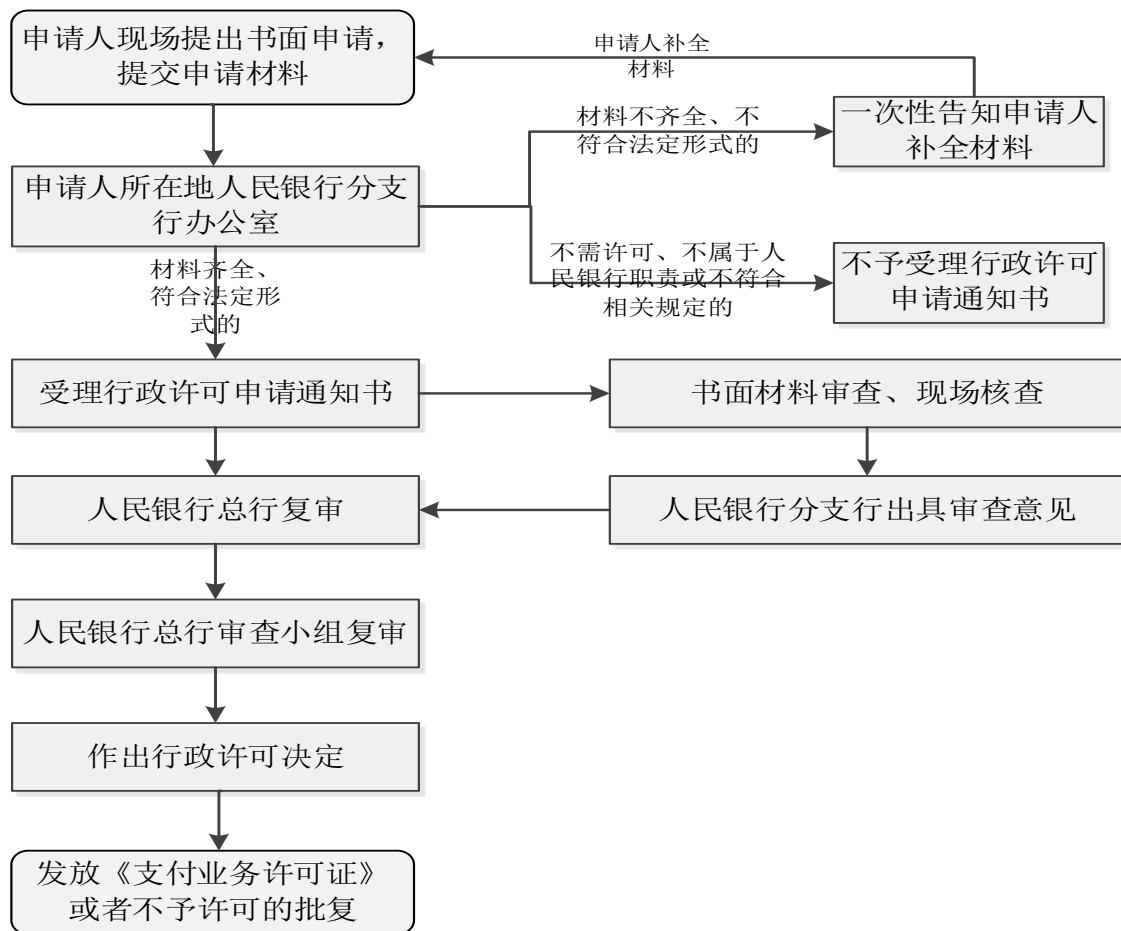 申请人现场提出书面申请，
提交申请材料
申请人补全
材料
材料不齐全、不
符合法定形式的
一次性告知申请人
补全材料
申请人所在地人民银行分支
行办公室
不需许可、不属于人
民银行职责或不符合
相关规定的
不予受理行政许可
申请通知书
材料齐全、
符合法定形
式的
受理行政许可申请通知书
书面材料审查、现场核查
人民银行总行复审
人民银行分支行出具审查意见
人民银行总行审查小组复审
作出行政许可决定
发放《支付业务许可证》
或者不予许可的批复